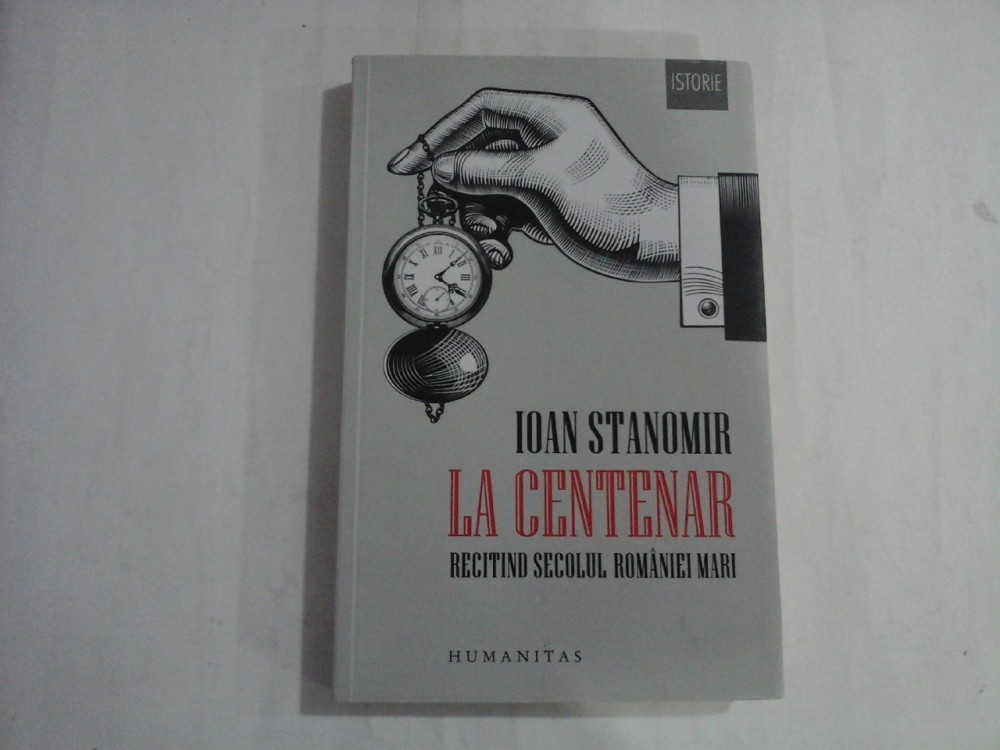 ISTORIE
IOAN STANOMIR
LA CENTENAR
RECITIND SECOLUL ROMÂNIEI MARI
HUMANITAS